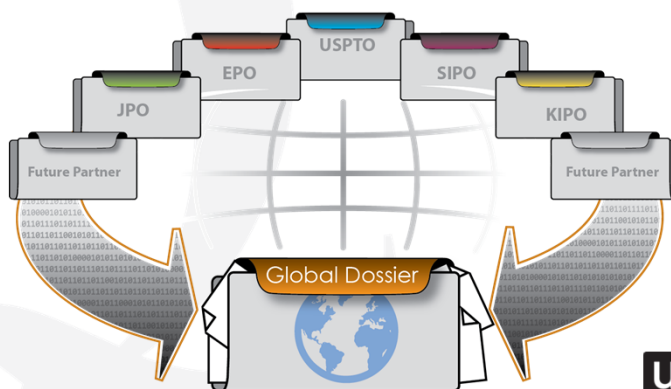 USPTO
EPO
SIPO
JPO
KIPO
Future Partner
Future Partner
Global Dossier